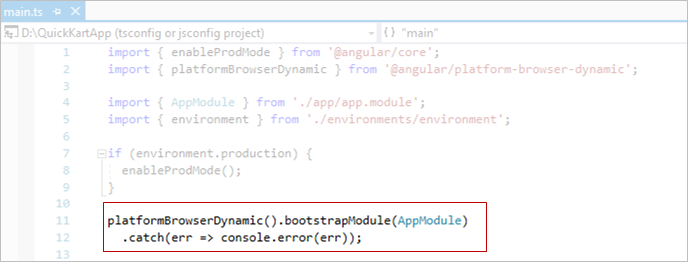 main.ts
D:\QuickKartApp (tsconfig or jsconfig project) {} "main"
1 import { enableProdMode } from '@angular/core';
2 import { platformBrowserDynamic } from '@angular/platform-browser-dynamic';
3
4 import { AppModule } from './app/app.module';
5 import { environment } from './environments/environment';
6
7 if (environment.production) {
8 enableProdMode();
9 }
10
11 platformBrowserDynamic().bootstrapModule(AppModule)
12 .catch(err => console.error(err));
13